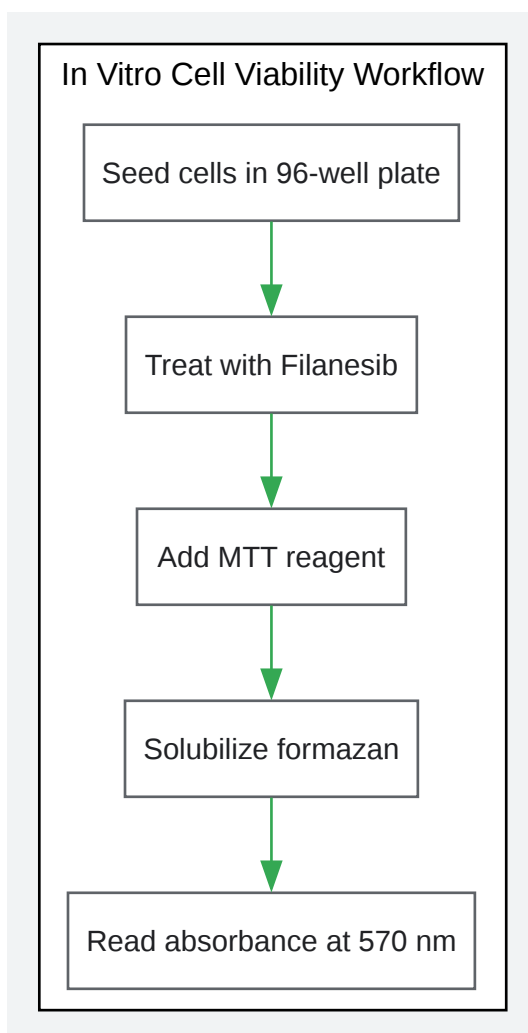 In Vitro Cell Viability Workflow
Seed cells in 96-well plate
Treat with Filanesib
Add MTT reagent
Solubilize formazan
Read absorbance at 570 nm